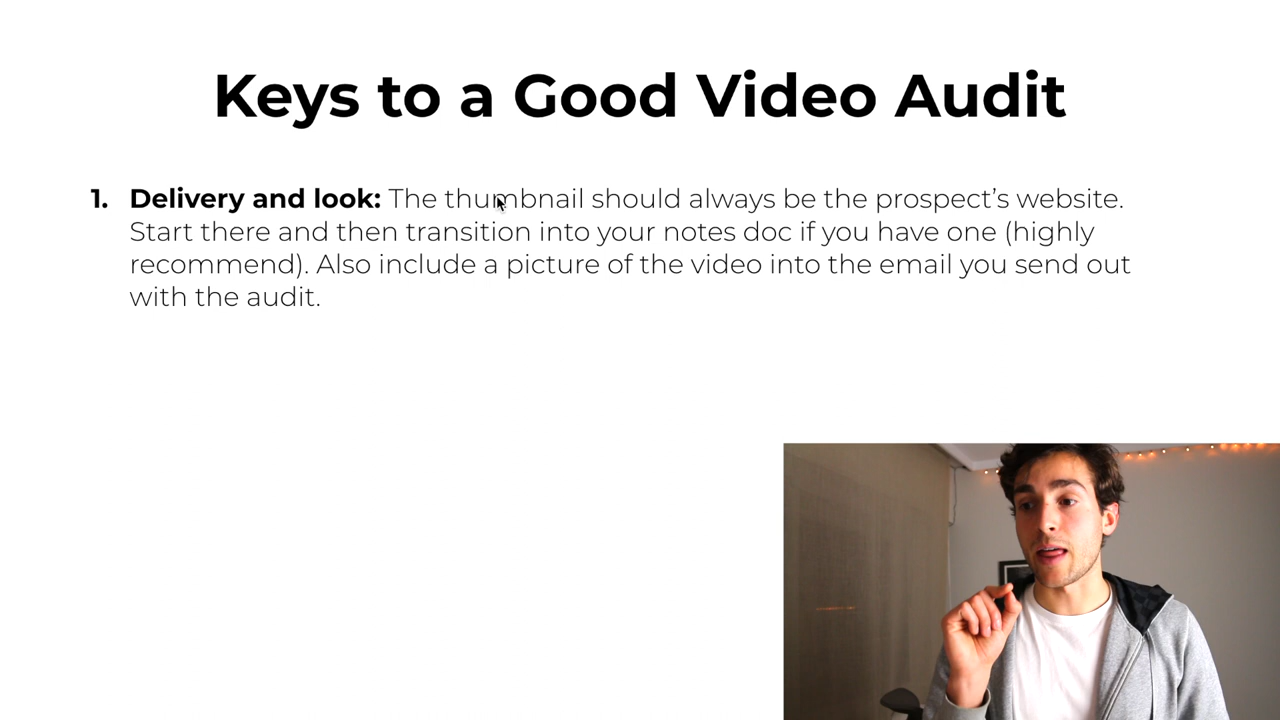 Keys to a Good Video Audit
1. Delivery and look: The thumbnail should always be the prospect’s website.
Start there and then transition into your notes doc if you have one (highly
recommend). Also include a picture of the video into the email you send out
with the audit.